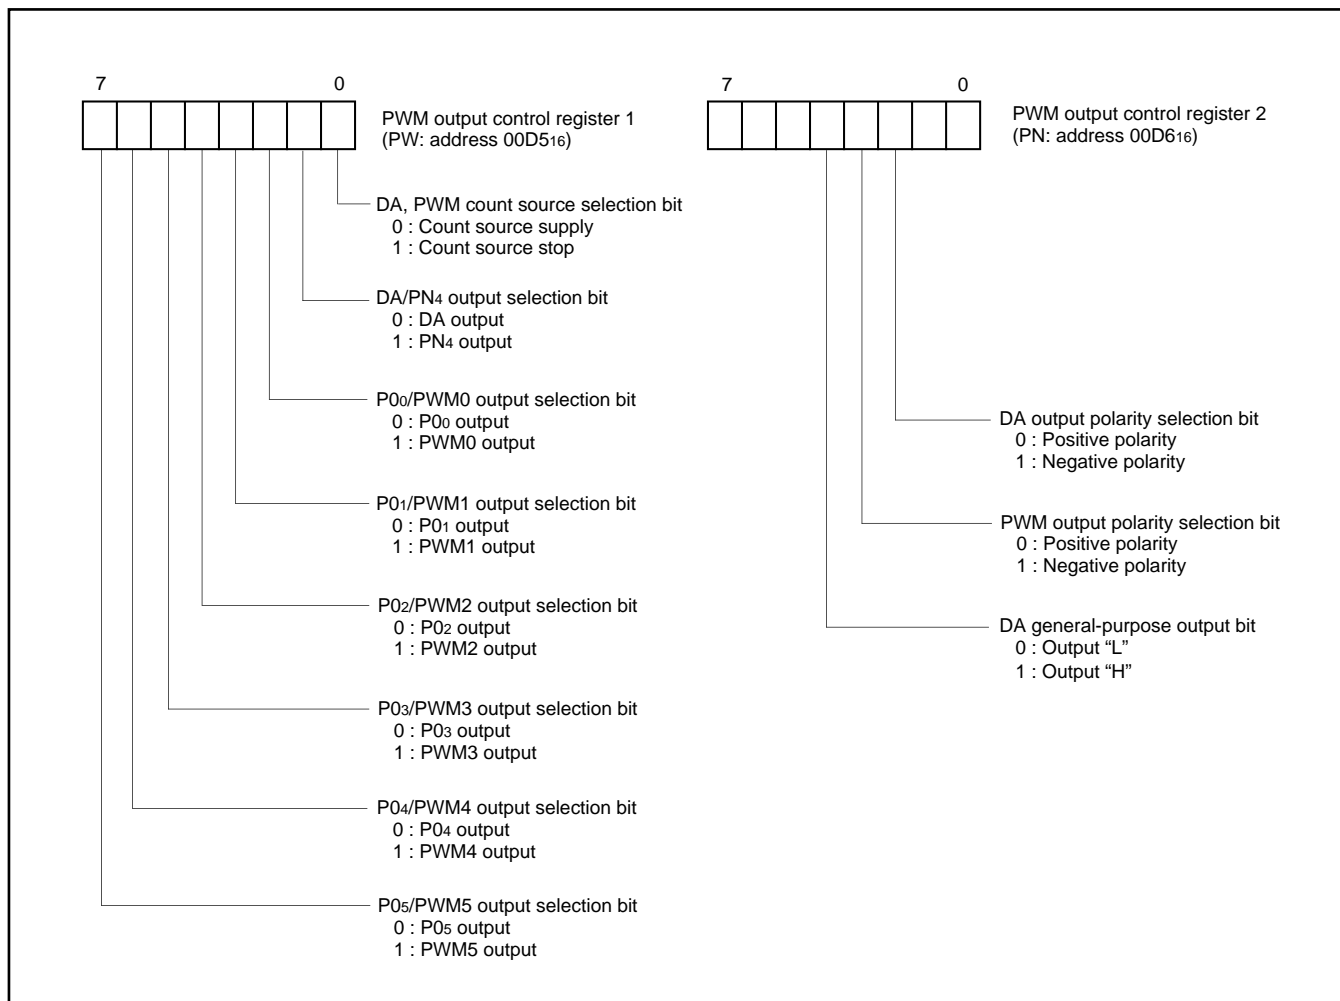 7 0
PWM output control register 1
(PW: address 00D516)
DA, PWM count source selection bit
0 : Count source supply
1 : Count source stop
DA/PN4 output selection bit
0 : DA output
1 : PN4 output
P00/PWM0 output selection bit
0 : P00 output
1 : PWM0 output
P01/PWM1 output selection bit
0 : P01 output
1 : PWM1 output
P02/PWM2 output selection bit
0 : P02 output
1 : PWM2 output
P03/PWM3 output selection bit
0 : P03 output
1 : PWM3 output
P04/PWM4 output selection bit
0 : P04 output
1 : PWM4 output
P05/PWM5 output selection bit
0 : P05 output
1 : PWM5 output
7 0
PWM output control register 2
(PN: address 00D616)
DA output polarity selection bit
0 : Positive polarity
1 : Negative polarity
PWM output polarity selection bit
0 : Positive polarity
1 : Negative polarity
DA general-purpose output bit
0 : Output “L”
1 : Output “H”